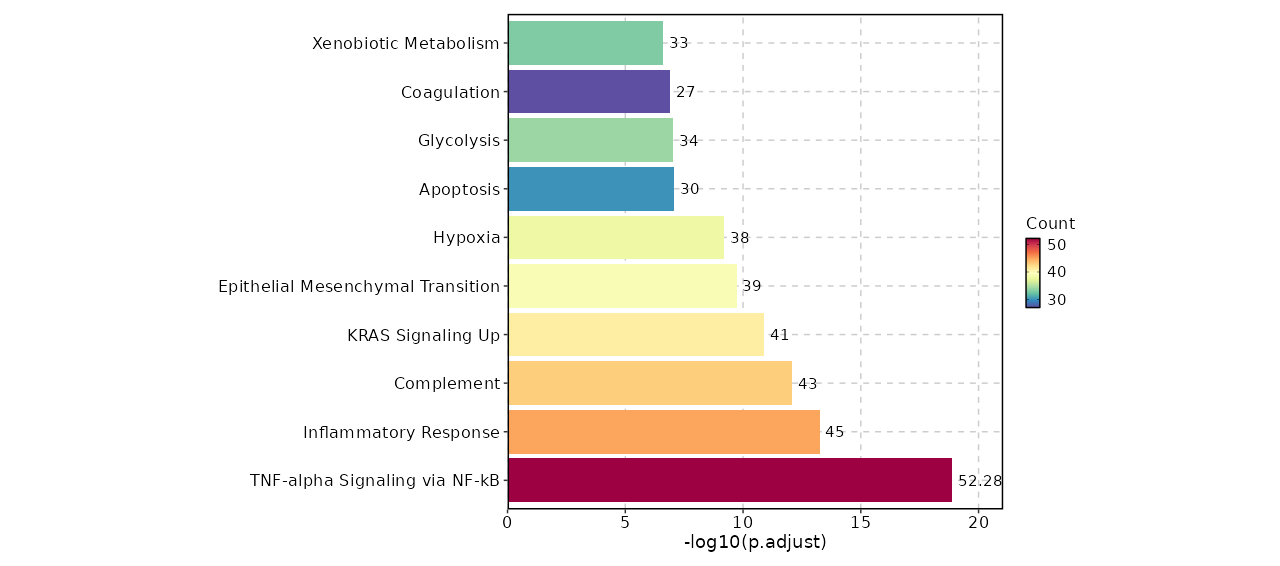 Xenobiotic Metabolism 33
Coagulation 27
Glycolysis 34
Apoptosis 30
Hypoxia 38
Epithelial Mesenchymal Transition 39
KRAS Signaling Up 41
Complement 43
Inflammatory Response 45
TNF-alpha Signaling via NF-kB 52.28
0 5 10 15 20
-log10(p.adjust)
Count
50
40
30